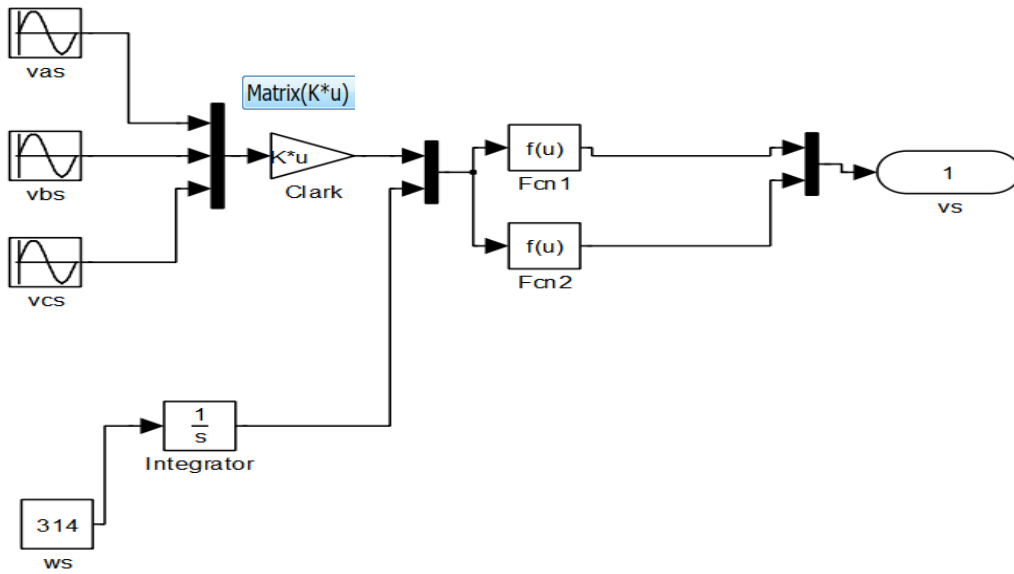 vas
Matrix(K*u)
vbs
K*u
Clark
f(u)
Fcn1
1
vs
f(u)
Fcn2
vcs
1
s
Integrator
314
ws